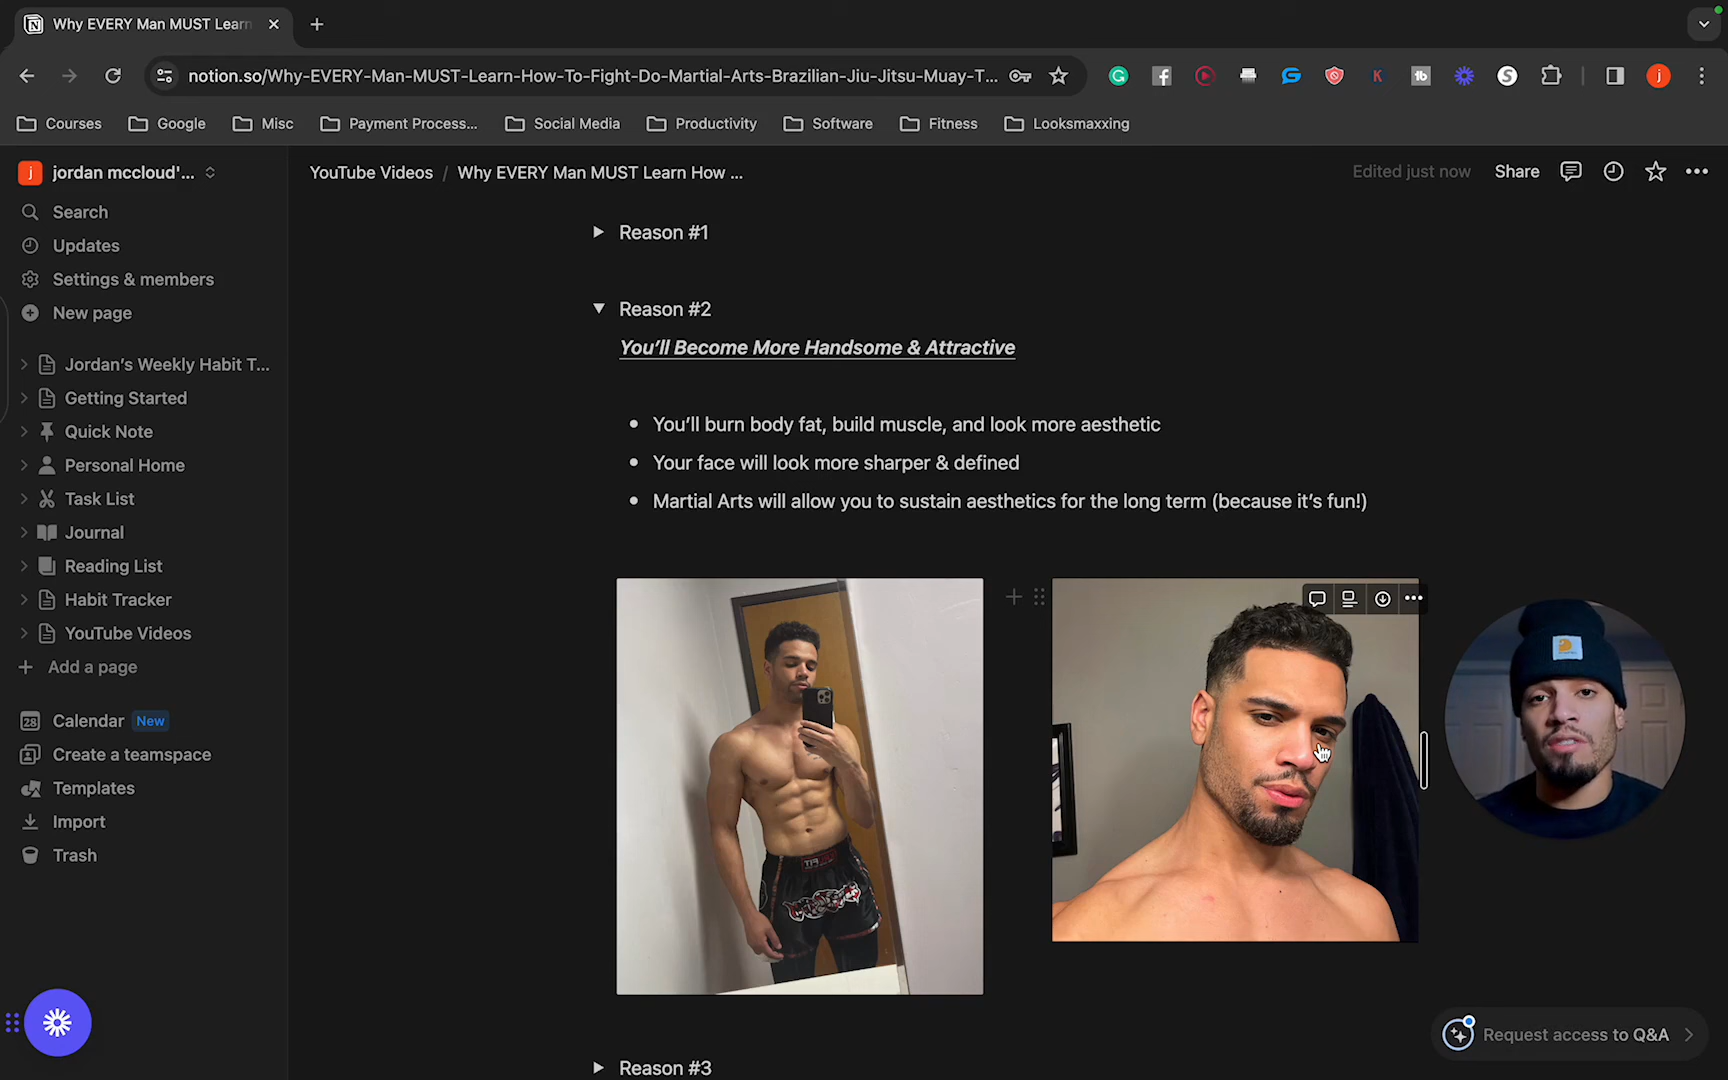 Why EVERY Man MUST Learn
notion.so/Why-EVERY-Man-MUST-Learn-How-To-Fight-Do-Martial-Arts-Brazilian-Jiu-Jitsu-Muay-T...
Courses
Google
Misc
Payment Process...
Social Media
Productivity
Software
Fitness
Looksmaxxing
jordan mccloud'...
YouTube Videos / Why EVERY Man MUST Learn How ...
Edited just now
Share
Search
Updates
Settings & members
New page
Jordan's Weekly Habit T...
Getting Started
Quick Note
Personal Home
Task List
Journal
Reading List
Habit Tracker
YouTube Videos
Add a page
Calendar New
Create a teamspace
Templates
Import
Trash
Reason #1
Reason #2
You'll Become More Handsome & Attractive
You'll burn body fat, build muscle, and look more aesthetic
Your face will look more sharper & defined
Martial Arts will allow you to sustain aesthetics for the long term (because it's fun!)
Reason #3
Request access to Q&A